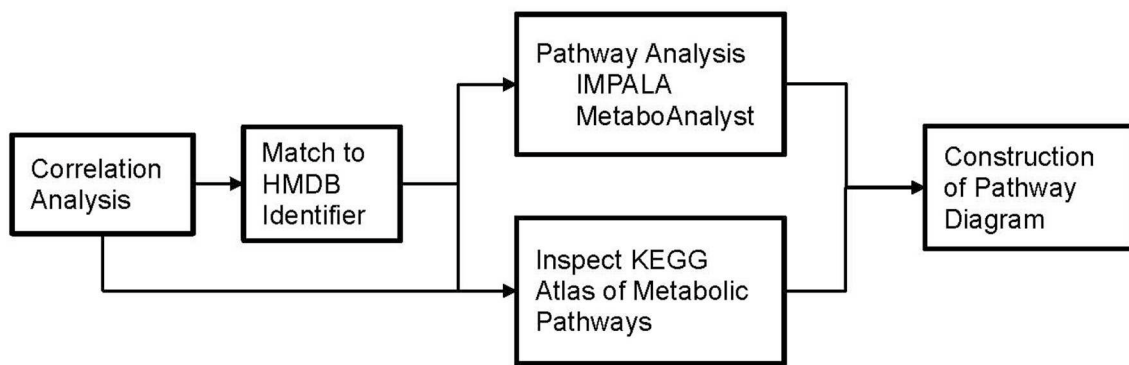 Correlation
Analysis
Match to
HMDB
Identifier
Pathway Analysis
IMPALA
MetaboAnalyst
Inspect KEGG
Atlas of Metabolic
Pathways
Construction
of Pathway
Diagram